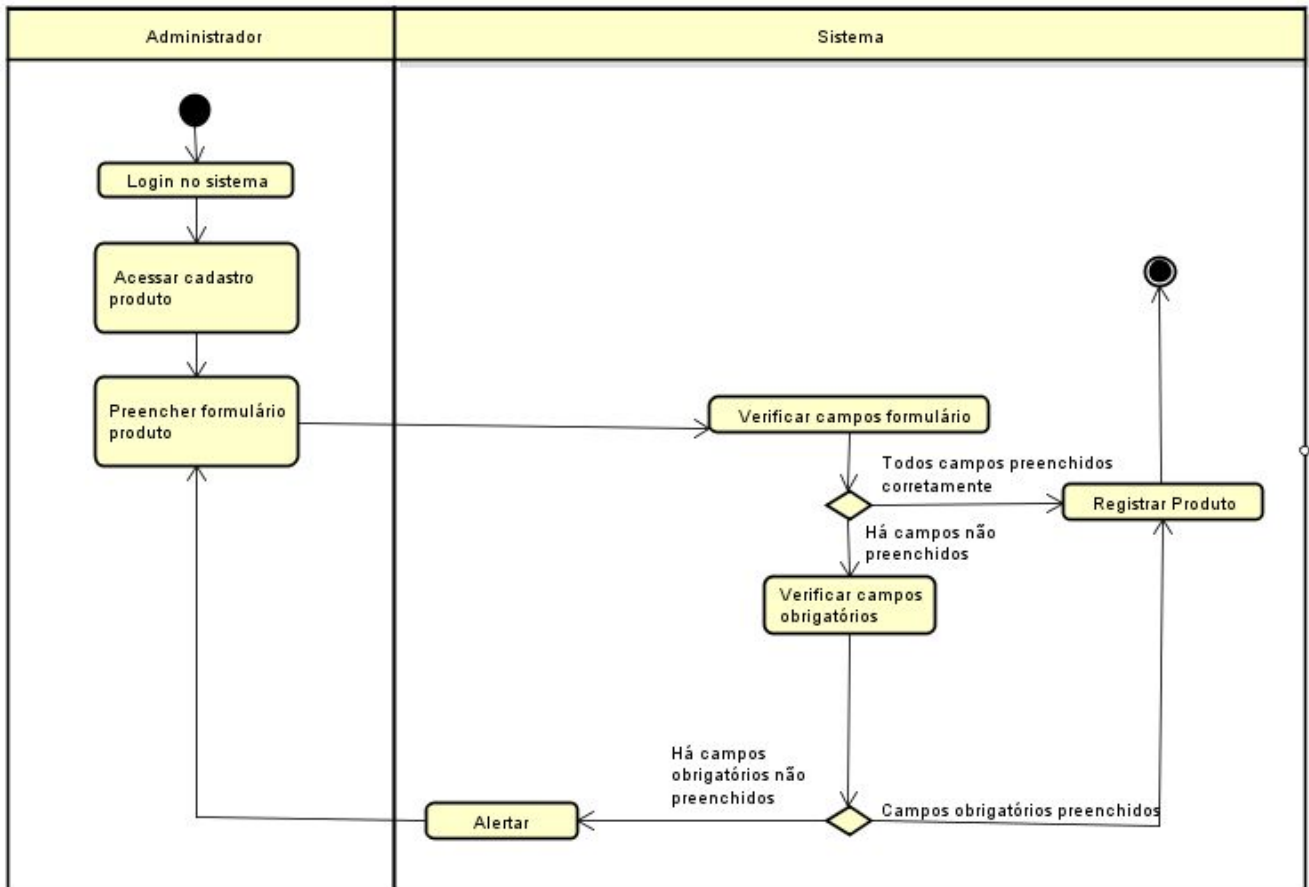 Administrador
Sistema
Login no sistema
Acessar cadastro
produto
Preencher formulário
produto
Verificar campos formulário
Todos campos preenchidos
corretamente
Registrar Produto
Há campos não
preenchidos
Verificar campos
obrigatórios
Há campos
obrigatórios não
preenchidos
Campos obrigatórios preenchidos
Alertar